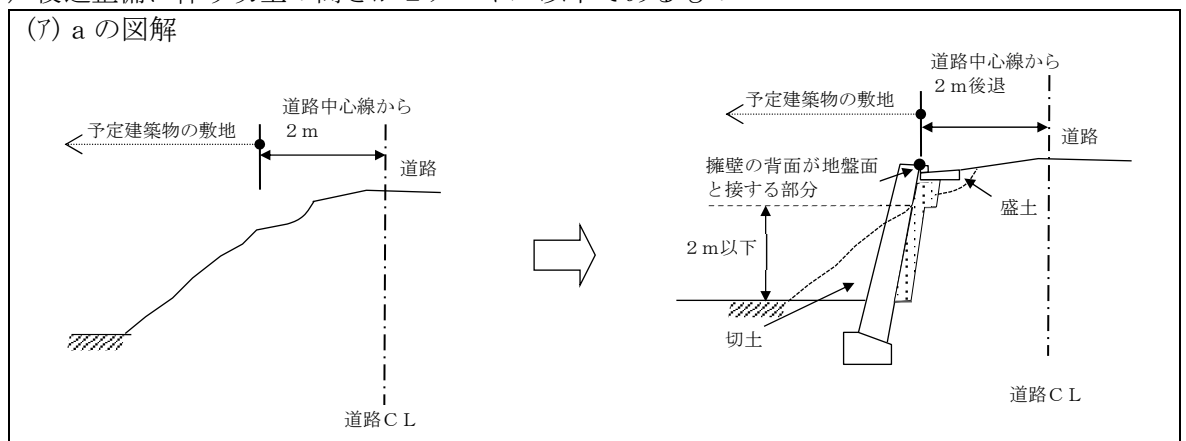 (ｱ) a の図解
道路中心線から
２ｍ
予定建築物の敷地
道路
道路ＣＬ
道路中心線から
２ｍ後退
予定建築物の敷地
道路
擁壁の背面が地盤面
と接する部分
盛土
２ｍ以下
切土
道路ＣＬ